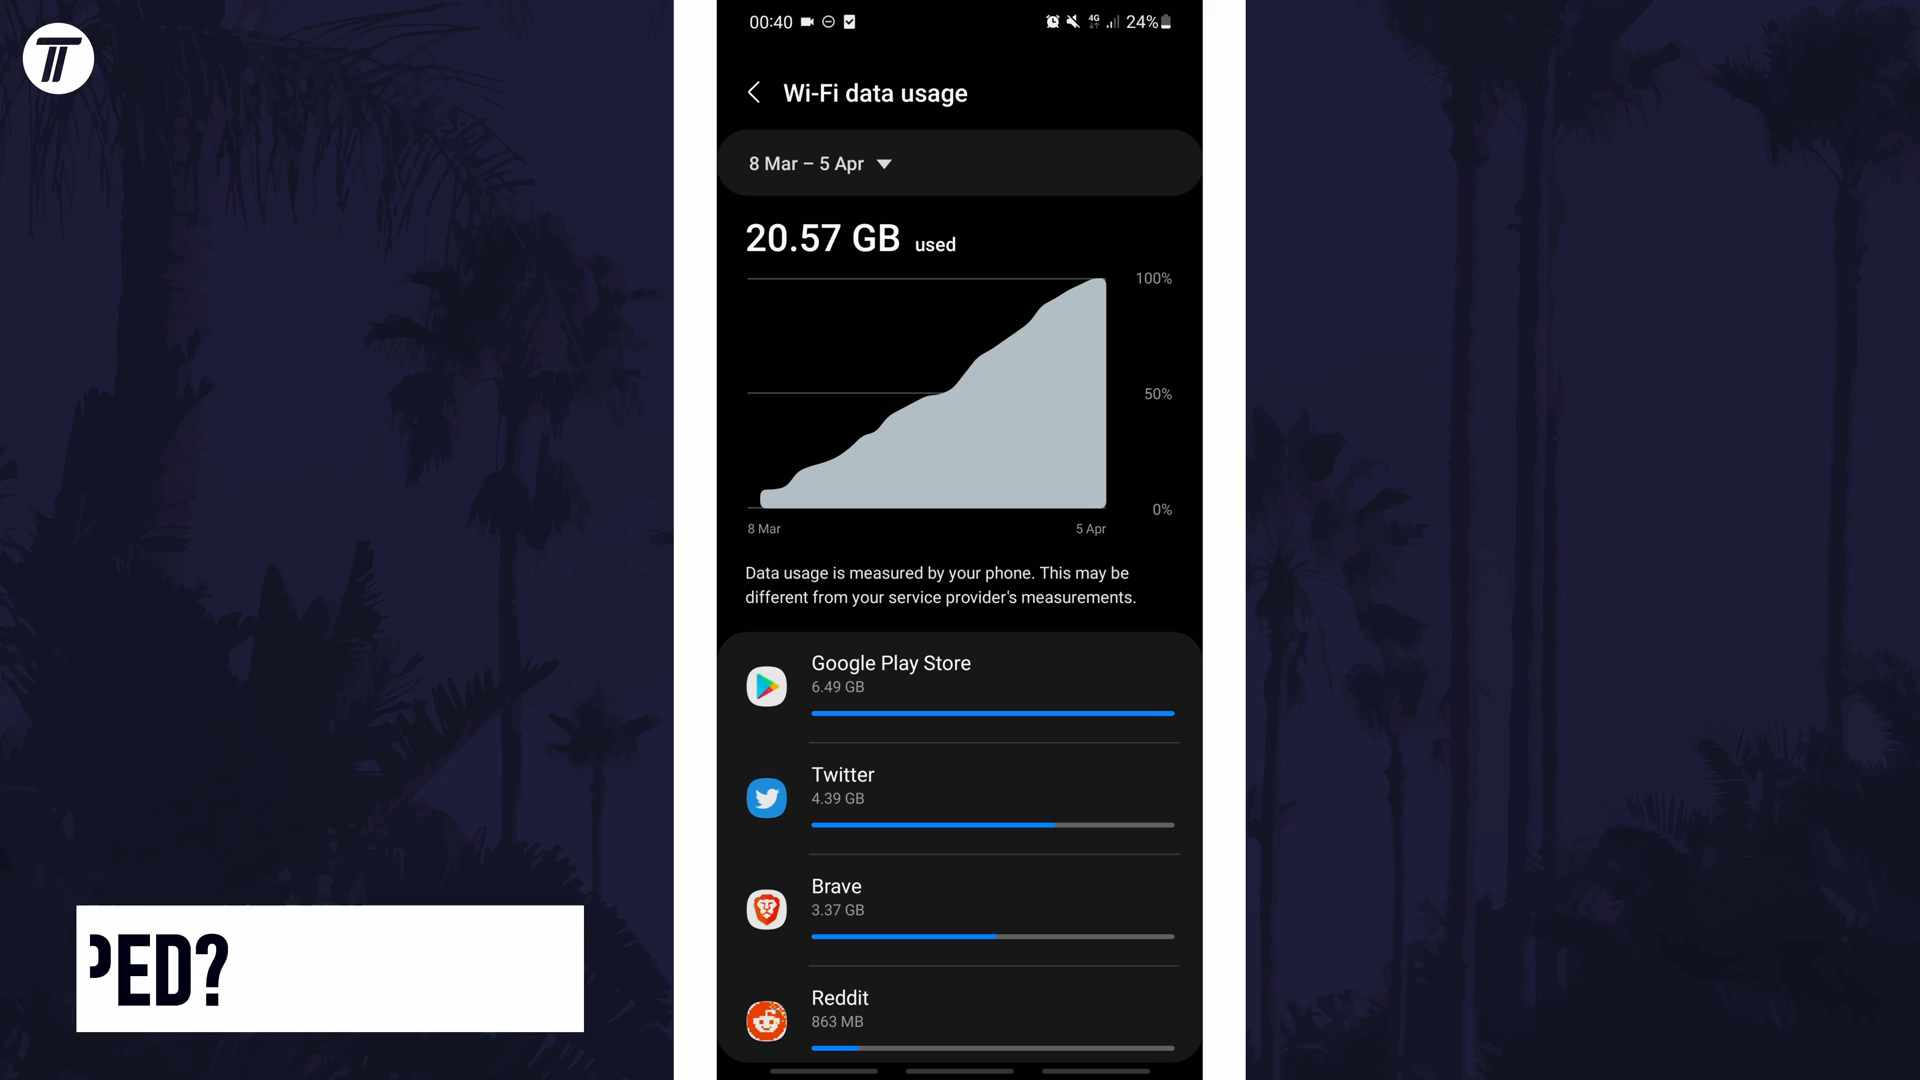 00:40
4G
24%
Wi-Fi data usage
8 Mar – 5 Apr
20.57 GB used
100%
50%
0%
8 Mar
5 Apr
Data usage is measured by your phone. This may be
different from your service provider's measurements.
Google Play Store
6.49 GB
Twitter
4.39 GB
Brave
3.37 GB
Reddit
863 MB
PED?